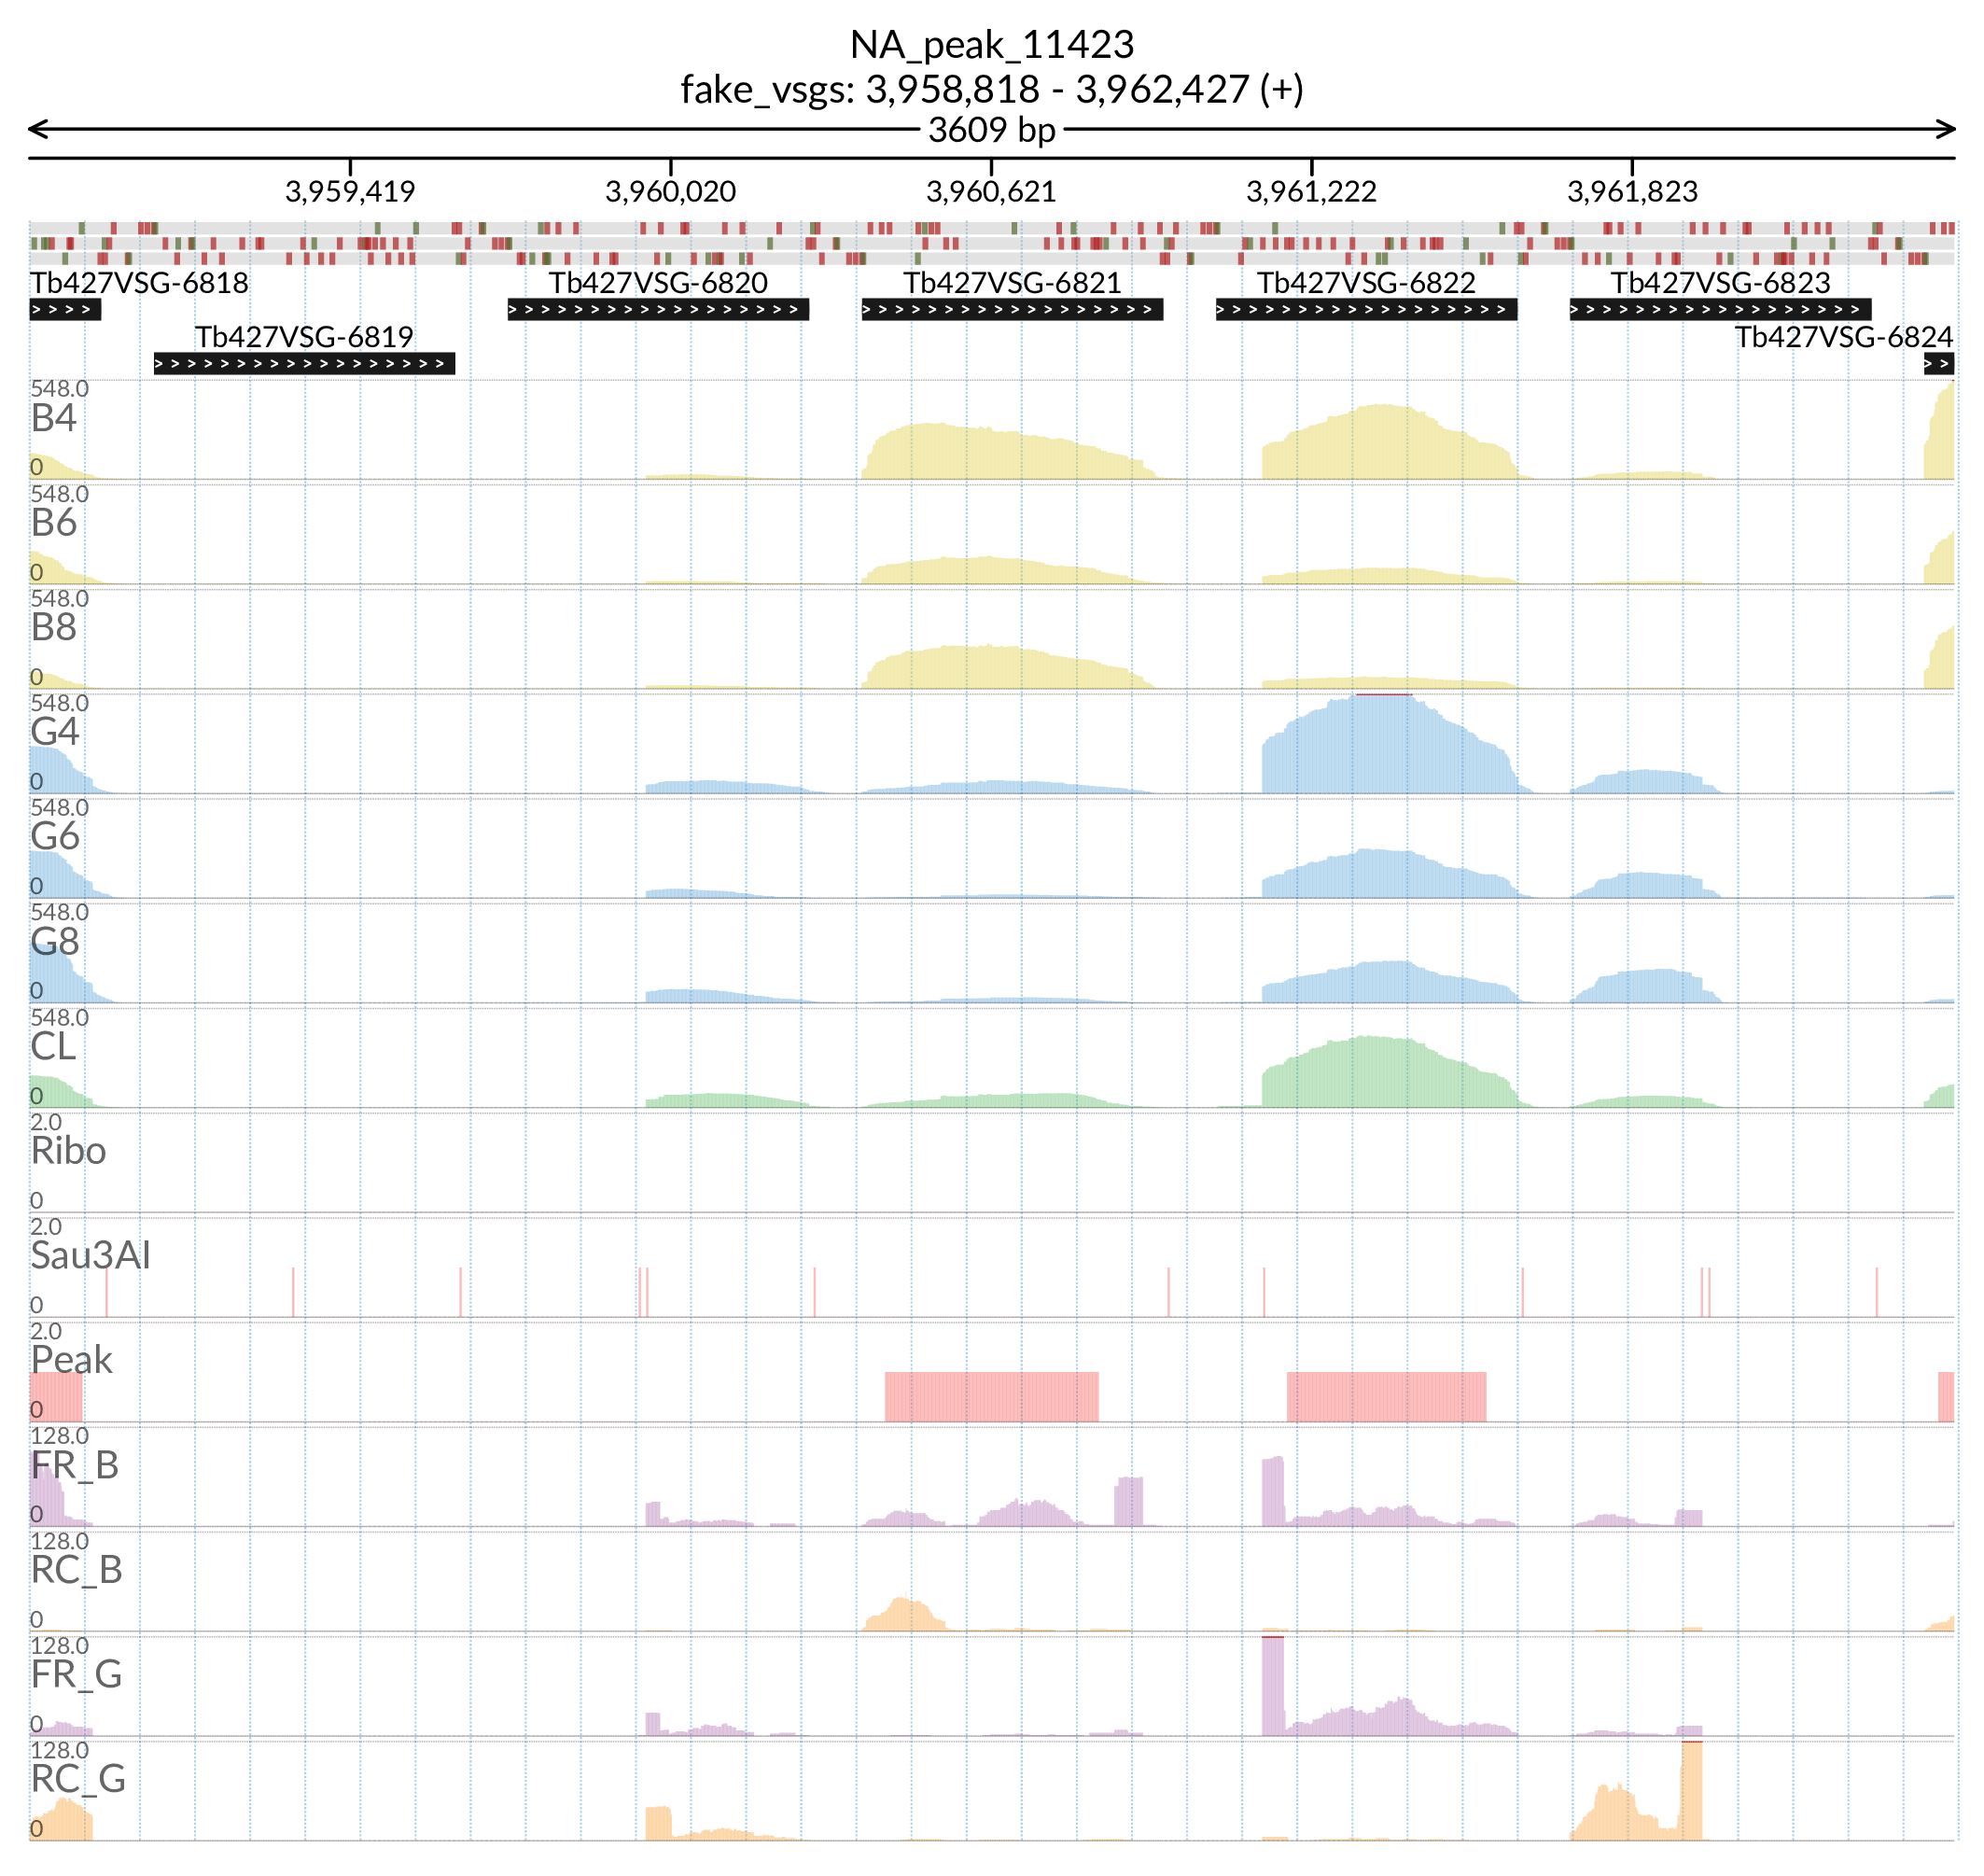 NA_peak_11423
fake_vsgs: 3,958,818 - 3,962,427 (+)
3609 bp
3,959,419 3,960,020 3,960,621 3,961,222 3,961,823
Tb427VSG-6818 Tb427VSG-6820 Tb427VSG-6821 Tb427VSG-6822 Tb427VSG-6823
Tb427VSG-6819 Tb427VSG-6824
548.0
B4
0
548.0
B6
0
548.0
B8
0
548.0
G4
0
548.0
G6
0
548.0
G8
0
548.0
CL
0
2.0
Ribo
0
2.0
Sau3AI
0
2.0
Peak
0
128.0
FR_B
0
128.0
RC_B
0
128.0
FR_G
0
128.0
RC_G
0